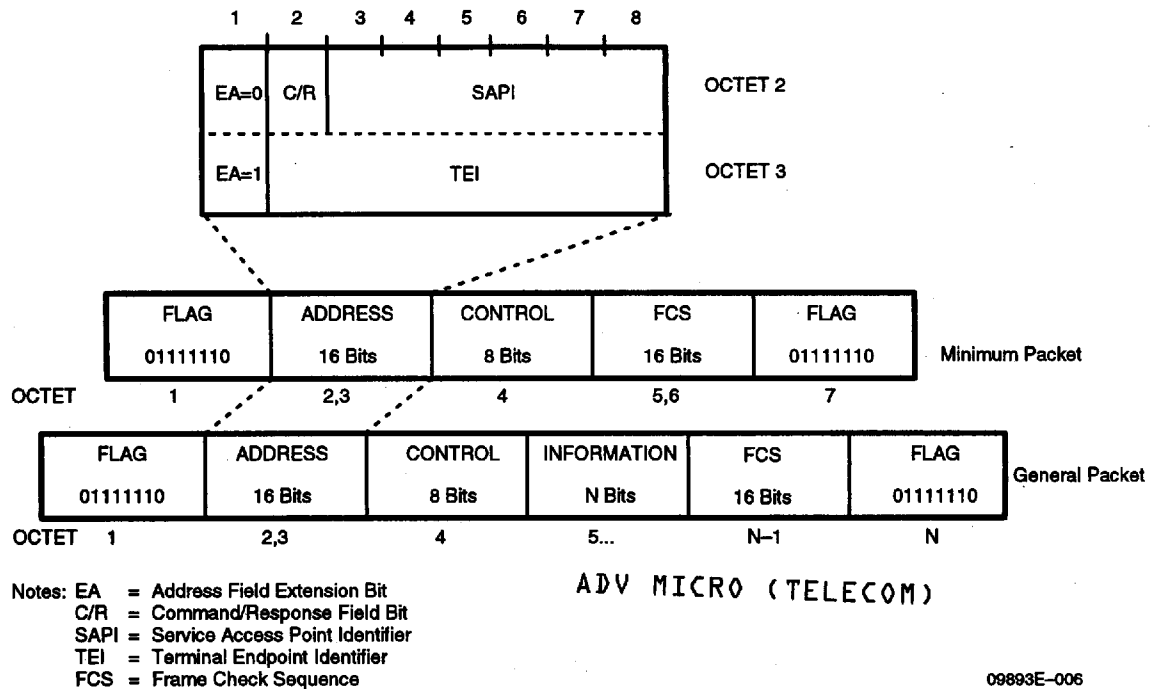 1 2 3 4 5 6 7 8
EA=0 C/R SAPI OCTET 2
EA=1 TEI OCTET 3
FLAG ADDRESS CONTROL FCS FLAG
01111110 16 Bits 8 Bits 16 Bits 01111110 Minimum Packet
OCTET 1 2,3 4 5,6 7
FLAG ADDRESS CONTROL INFORMATION FCS FLAG
01111110 16 Bits 8 Bits N Bits 16 Bits 01111110 General Packet
OCTET 1 2,3 4 5... N–1 N
Notes: EA = Address Field Extension Bit
C/R = Command/Response Field Bit
SAPI = Service Access Point Identifier
TEI = Terminal Endpoint Identifier
FCS = Frame Check Sequence
ADV MICRO (TELECOM)
09893E–006